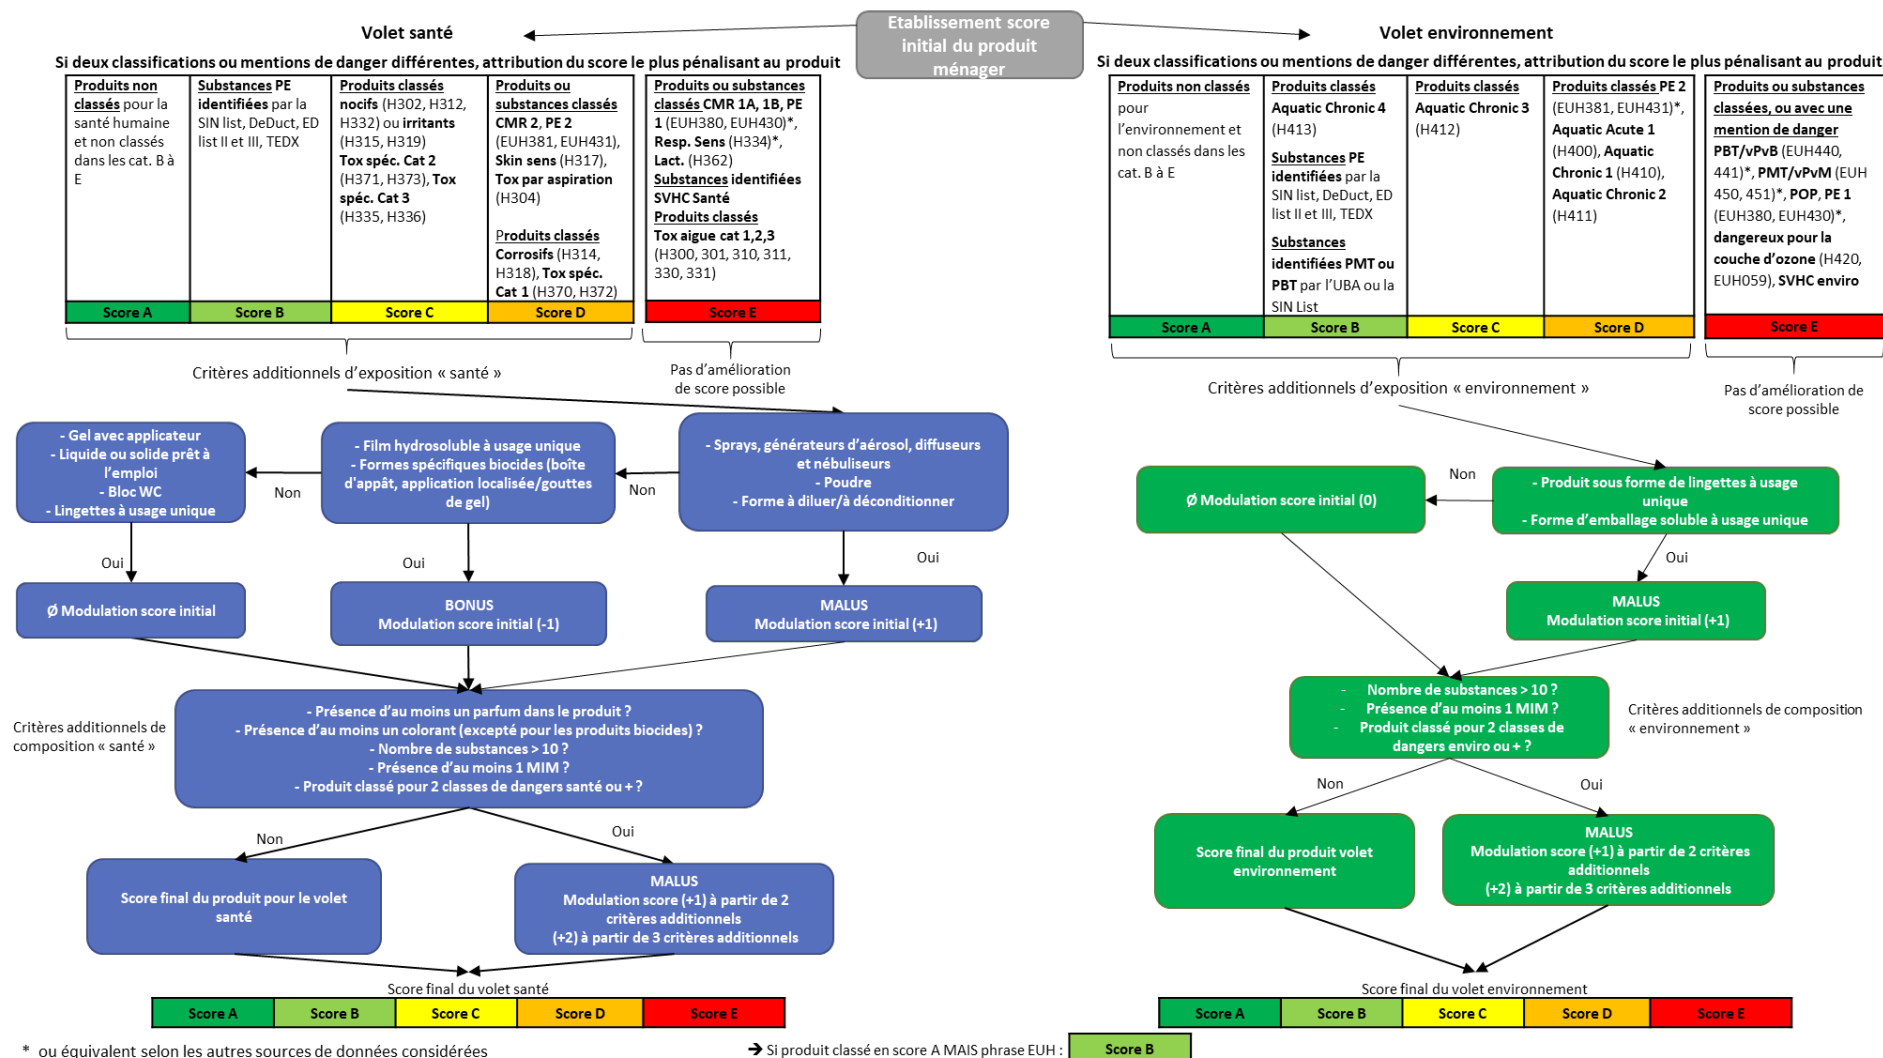 Etablissement score
initial du produit
ménager
Volet santé
Si deux classifications ou mentions de danger différentes, attribution du score le plus pénalisant au produit
Produits non
classés pour la
santé humaine
et non classés
dans les cat. B à
E
Score A
Substances PE
identifiées par la
SIN list, DeDuct, ED
list II et III, TEDX
Score B
Produits classés
nocifs (H302, H312,
H332) ou irritants
(H315, H319)
Tox spéc. Cat 2
(H371, H373), Tox
spéc. Cat 3
(H335, H336)
Score C
Produits ou
substances classés
CMR 2, PE 2
(EUH381, EUH431),
Skin sens (H317),
Tox par aspiration
(H304)
Produits classés
Corrosifs (H314,
H318), Tox spéc.
Cat 1 (H370, H372)
Score D
Produits ou substances
classés CMR 1A, 1B, PE
1 (EUH380, EUH430)*,
Resp. Sens (H334)*,
Lact. (H362)
Substances identifiées
SVHC Santé
Produits classés
Tox aigue cat 1,2,3
(H300, 301, 310, 311,
330, 331)
Score E
Critères additionnels d'exposition « santé »
Pas d'amélioration
de score possible
- Gel avec applicateur
- Liquide ou solide prêt à
l'emploi
- Bloc WC
- Lingettes à usage unique
Non
- Film hydrosoluble à usage unique
- Formes spécifiques biocides (boîte
d'appât, application localisée/gouttes
de gel)
Non
- Sprays, générateurs d'aérosol, diffuseurs
et nébuliseurs
- Poudre
- Forme à diluer/à déconditionner
Oui
Oui
Oui
Ø Modulation score initial
BONUS
Modulation score initial (-1)
MALUS
Modulation score initial (+1)
Critères additionnels de
composition « santé »
- Présence d'au moins un parfum dans le produit ?
- Présence d'au moins un colorant (excepté pour les produits biocides) ?
- Nombre de substances > 10 ?
- Présence d'au moins 1 MIM ?
- Produit classé pour 2 classes de dangers santé ou + ?
Non
Oui
Score final du produit pour le volet
santé
MALUS
Modulation score (+1) à partir de 2
critères additionnels
(+2) à partir de 3 critères additionnels
Score final du volet santé
Score A
Score B
Score C
Score D
Score E
* ou équivalent selon les autres sources de données considérées
Volet environnement
Si deux classifications ou mentions de danger différentes, attribution du score le plus pénalisant au produit
Produits non classés
pour
l'environnement et
non classés dans les
cat. B à E
Score A
Produits classés
Aquatic Chronic 4
(H413)
Substances PE
identifiées par la
SIN list, DeDuct, ED
list II et III, TEDX
Substances
identifiées PMT ou
PBT par l'UBA ou la
SIN List
Score B
Produits classés
Aquatic Chronic 3
(H412)
Score C
Produits classés PE 2
(EUH381, EUH431)*,
Aquatic Acute 1
(H400), Aquatic
Chronic 1 (H410),
Aquatic Chronic 2
(H411)
Score D
Produits ou substances
classées, ou avec une
mention de danger
PBT/vPvB (EUH440,
441)*, PMT/vPvM (EUH
450, 451)*, POP, PE 1
(EUH380, EUH430)*,
dangereux pour la
couche d'ozone (H420,
EUH059), SVHC enviro
Score E
Critères additionnels d'exposition « environnement »
Pas d'amélioration de
score possible
Ø Modulation score initial (0)
Non
- Produit sous forme de lingettes à usage
unique
- Forme d'emballage soluble à usage unique
Oui
MALUS
Modulation score initial (+1)
- Nombre de substances > 10 ?
- Présence d'au moins 1 MIM ?
- Produit classé pour 2 classes de
dangers enviro ou + ?
Critères additionnels de composition
« environnement »
Non
Oui
Score final du produit volet
environnement
MALUS
Modulation score (+1) à partir de 2 critères
additionnels
(+2) à partir de 3 critères additionnels
Score final du volet environnement
Score A
Score B
Score C
Score D
Score E
➔ Si produit classé en score A MAIS phrase EUH :
Score B